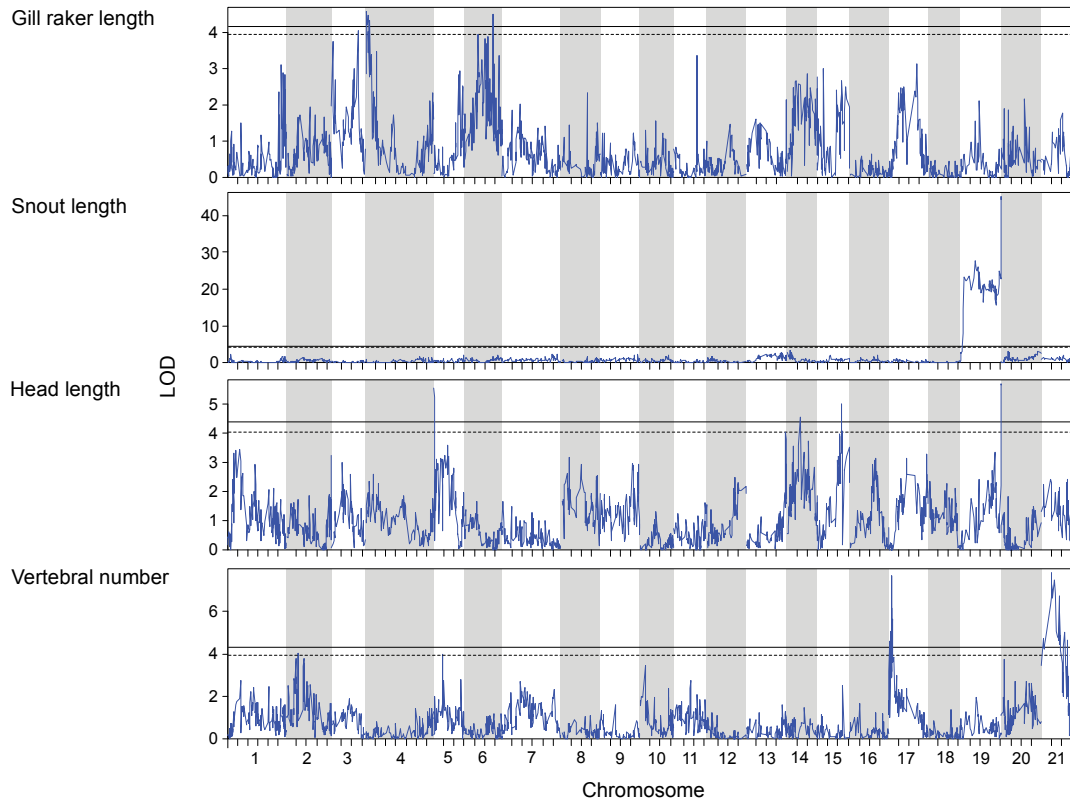 Gill raker length
4
3
2
1
0
Snout length
40
30
20
10
0
LOD
Head length
5
4
3
2
1
0
Vertebral number
6
4
2
0
1 2 3 4 5 6 7 8 9 10 11 12 13 14 15 16 17 18 19 20 21
Chromosome